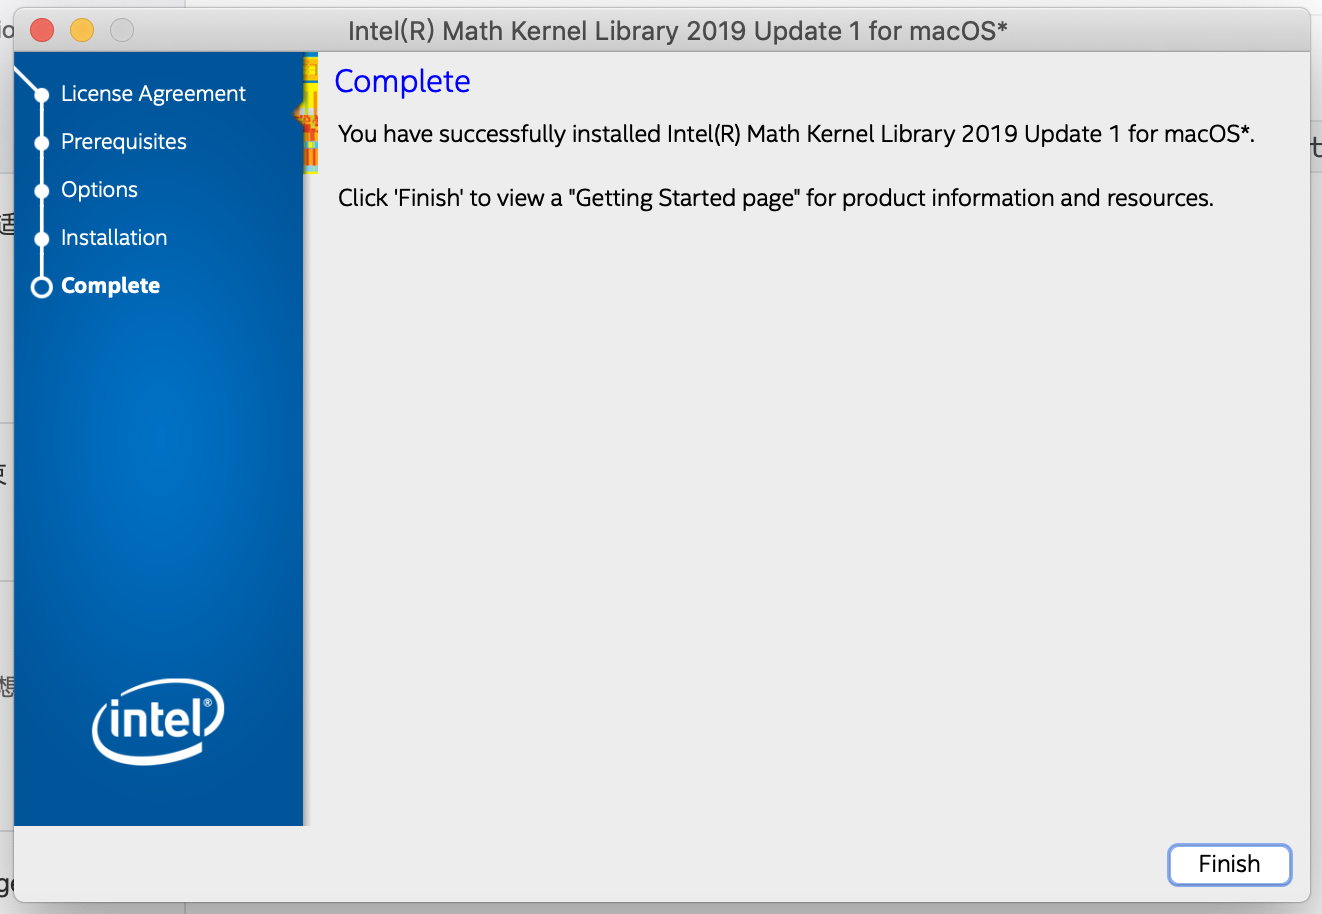 Intel(R) Math Kernel Library 2019 Update 1 for macOS*
License Agreement
Prerequisites
Options
Installation
Complete
Complete
You have successfully installed Intel(R) Math Kernel Library 2019 Update 1 for macOS*.
Click 'Finish' to view a "Getting Started page" for product information and resources.
intel®
Finish
适
想